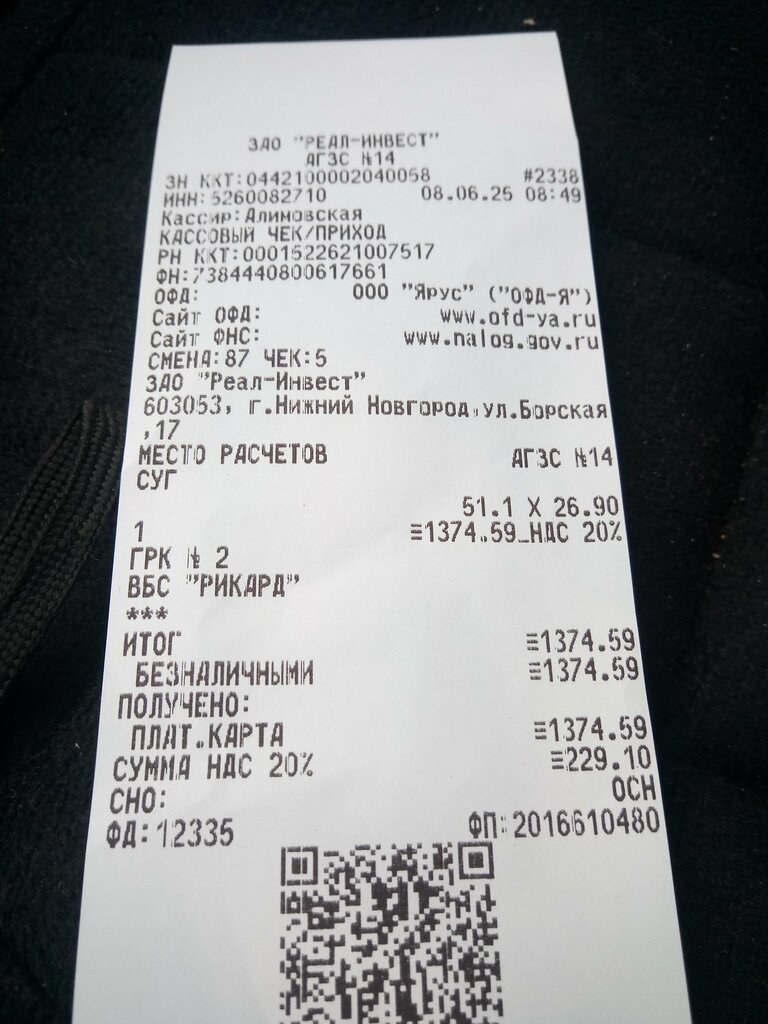 ЗАО "РЕАЛ-ИНВЕСТ"
АГЗС №14
ЗН ККТ:0442100002040058 #2338
ИНН:5260082710 08.06.25 08:49
Кассир:Алимовская
КАССОВЫЙ ЧЕК/ПРИХОД
РН ККТ:0001522621007517
ФН:7384440800617661
ОФД: ООО "Ярус" ("ОФД-Я")
Сайт ОФД: www.ofd-ya.ru
Сайт ФНС: www.nalog.gov.ru
СМЕНА:87 ЧЕК:5
ЗАО "Реал-Инвест"
603053, г.Нижний Новгород,ул.Борская
,17
МЕСТО РАСЧЕТОВ АГЗС №14
СУГ
51.1 X 26.90
1 ≡1374.59_НДС 20%
ГРК № 2
ВБС "РИКАРД"
***
ИТОГ ≡1374.59
БЕЗНАЛИЧНЫМИ ≡1374.59
ПОЛУЧЕНО:
ПЛАТ.КАРТА ≡1374.59
СУММА НДС 20% ≡229.10
СНО: ОСН
ФД:12335 ФП:2016610480